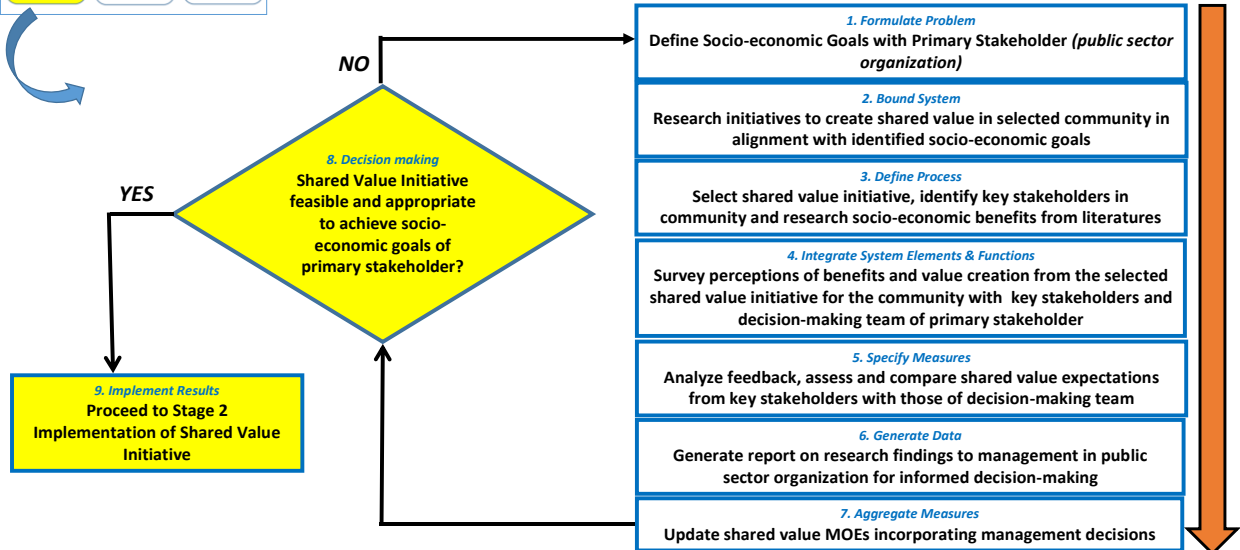 1. Formulate Problem
Define Socio-economic Goals with Primary Stakeholder (public sector
organization)
2. Bound System
Research initiatives to create shared value in selected community in
alignment with identified socio-economic goals
3. Define Process
Select shared value initiative, identify key stakeholders in
community and research socio-economic benefits from literatures
4. Integrate System Elements & Functions
Survey perceptions of benefits and value creation from the selected
shared value initiative for the community with key stakeholders and
decision-making team of primary stakeholder
5. Specify Measures
Analyze feedback, assess and compare shared value expectations
from key stakeholders with those of decision-making team
6. Generate Data
Generate report on research findings to management in public
sector organization for informed decision-making
7. Aggregate Measures
Update shared value MOEs incorporating management decisions
NO
8. Decision making
Shared Value Initiative
feasible and appropriate
to achieve socio-
economic goals of
primary stakeholder?
YES
9. Implement Results
Proceed to Stage 2
Implementation of Shared Value
Initiative